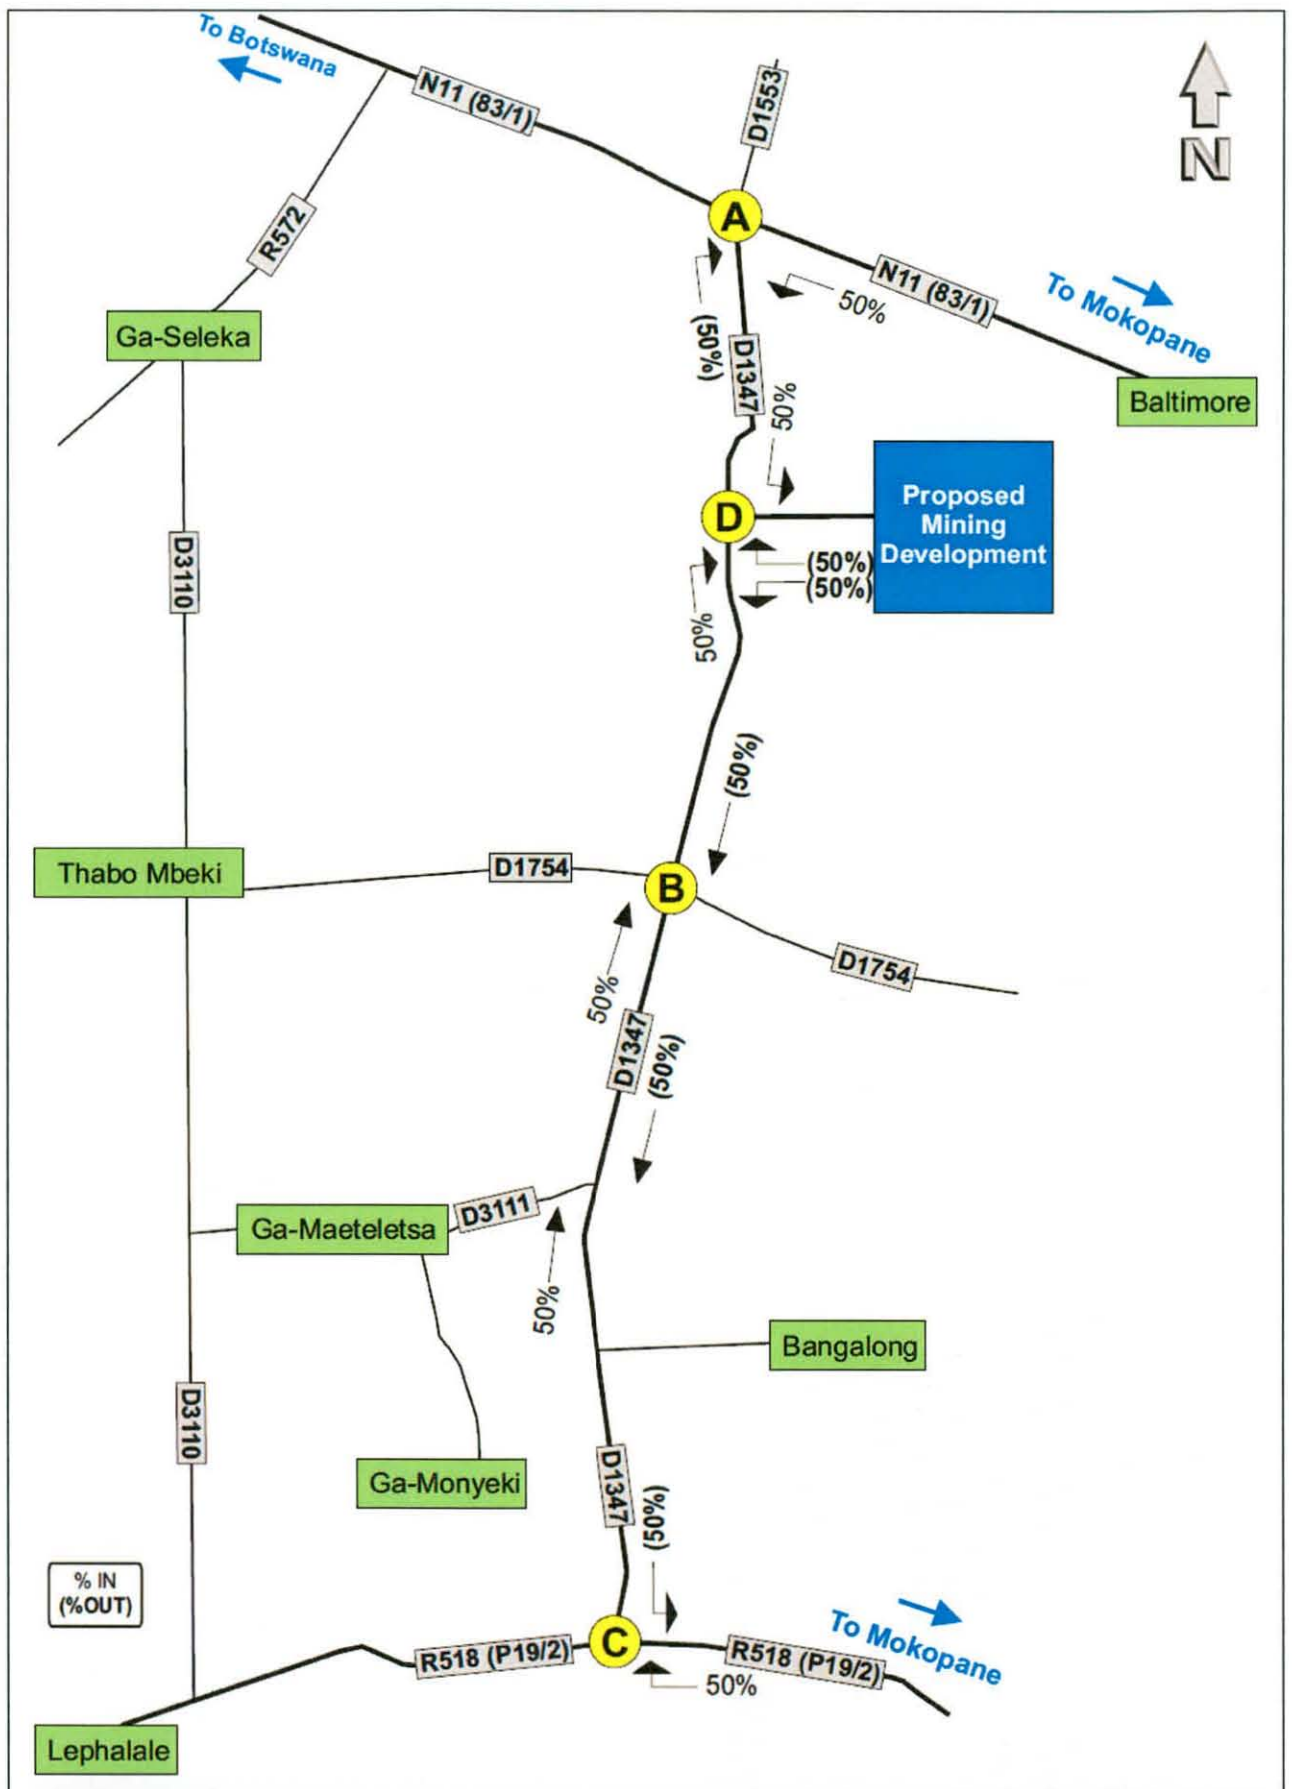 To Botswana
N11 (83/1)
D1553
N
A
R572
N11 (83/1)
To Mokopane
50%
(50%)
D1347
Ga-Seleka
Baltimore
50%
D
Proposed
Mining
Development
(50%)
(50%)
50%
D3110
(50%)
Thabo Mbeki
D1754
B
D1754
50%
D1347
(50%)
Ga-Maeteletsa
D3111
50%
Bangalong
D3110
Ga-Monyeki
D1347
(50%)
% IN
(%OUT)
To Mokopane
C
R518 (P19/2)
R518 (P19/2)
50%
Lephalale